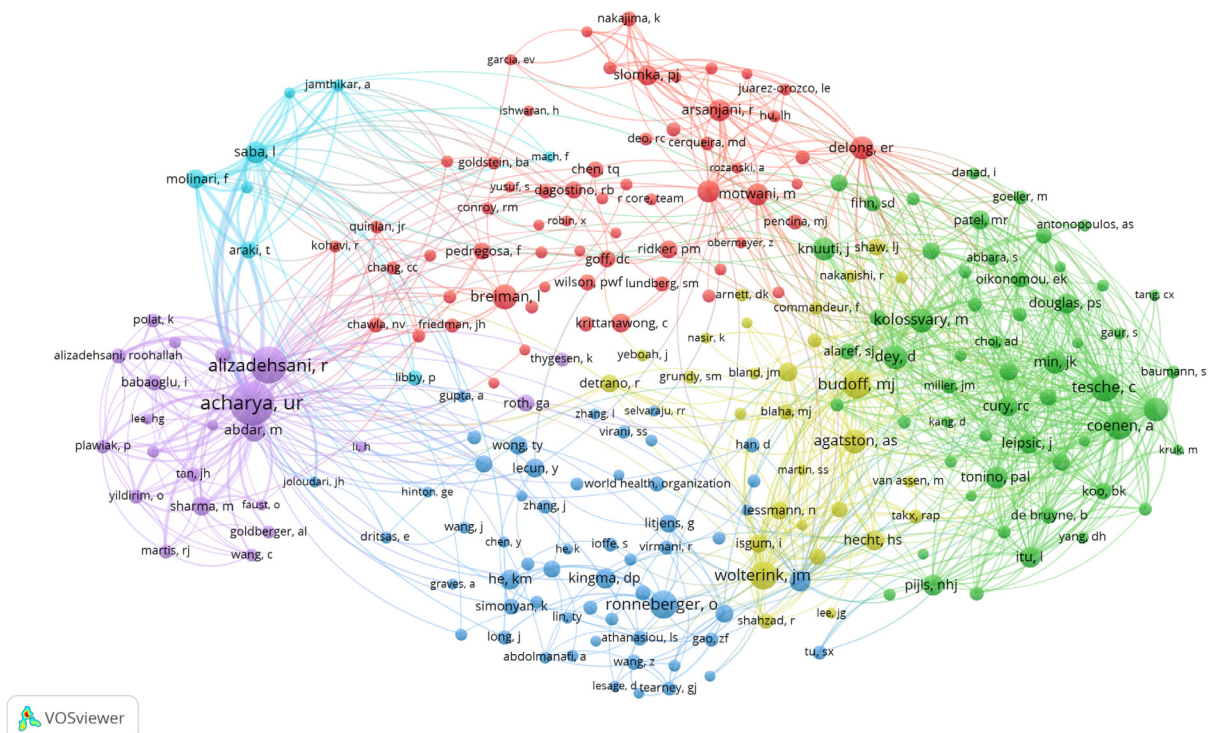 nakajima, k
garcia, ev
slomka, pj
jamthikar, a
juarez-orozco, le
ishwaran, h
arsanjani, r
hu, lh
deo, rc
cerqueira, md
delong, er
saba, l
goldstein, ba
mach, f
chen, tq
rozanski, a
danad, i
molinari, f
yusuf, s
dagostino, rb
r core, team
motwani, m
goeller, m
conroy, rm
fihn, sd
robin, x
pencina, mj
patel, mr
antonopoulos, as
quinlan, jr
kohavi, r
araki, t
pedregosa, f
ridker, pm
obermeyer, z
knuuti, j
shaw, lj
abbara, s
chang, cc
goff, dc
nakanishi, r
oikonomou, ek
wilson, pwf
lundberg, sm
arnett, dk
tang, cx
breiman, l
commandeur, f
douglas, ps
polat, k
chawla, nv
friedman, jh
krittanawong, c
kolossvary, m
gaur, s
nasir, k
choi, ad
alizadehsani, roohallah
thygesen, k
yeboah, j
alaref, sj
dey, d
min, jk
alizadehsani, r
libby, p
grundy, sm
bland, jm
miller, jm
baumann, s
babaoglu, i
detrano, r
budoff, mj
tesche, c
gupta, a
acharya, ur
roth, ga
cury, rc
lee, hg
zhang, l
selvaraju, rr
blaha, mj
abdar, m
virani, ss
kang, d
coenen, a
plawiak, p
li, h
wong, ty
han, d
agatston, as
leipsic, j
kruk, m
tan, jh
lecun, y
martin, ss
joloudari, jh
world health, organization
van assen, m
tonino, pal
yildirim, o
hinton, ge
koo, bk
sharma, m
faust, o
zhang, j
lessmann, n
takx, rap
de bruyne, b
goldberger, al
wang, j
litjens, g
yang, dh
dritsas, e
chen, y
he, k
ioffe, s
virmani, r
isgum, i
hecht, hs
martis, rj
wang, c
itu, l
graves, a
he, km
kingma, dp
wolterink, jm
pijls, nhj
simonyan, k
ronneberger, o
lin, ty
lee, jg
shahzad, r
long, j
athanasiou, ls
gao, zf
abdolmanafi, a
wang, z
tu, sx
lesage, d
tearney, gj
VOSviewer